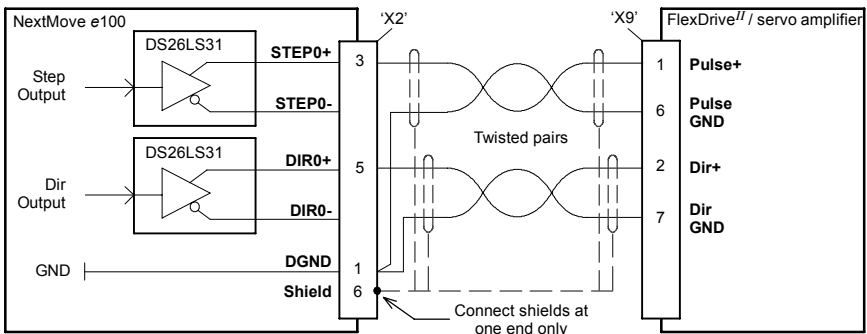 NextMove e100
'X2'
'X9'
FlexDriveII / servo amplifier
DS26LS31
STEP0+
3
1
Pulse+
Step
Output
STEP0-
6
Pulse
GND
Twisted pairs
DS26LS31
DIR0+
5
2
Dir+
Dir
Output
DIR0-
7
Dir
GND
DGND
GND
1
Shield
6
Connect shields at
one end only